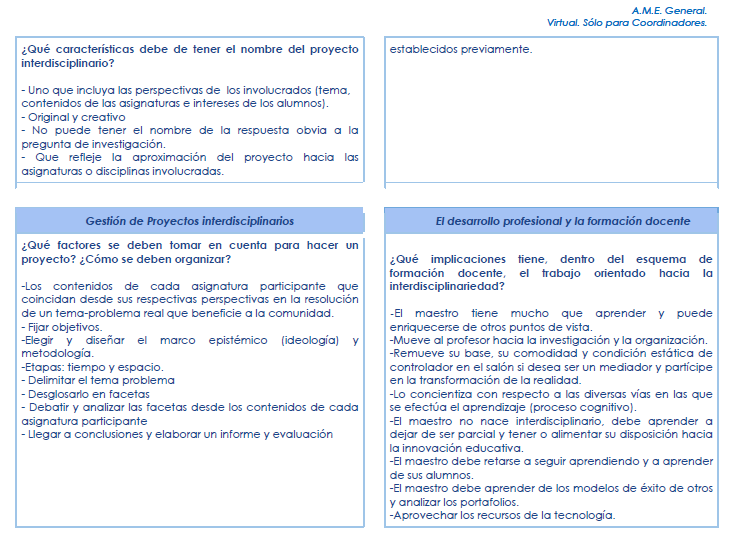 A.M.E. General.
Virtual. Sólo para Coordinadores.
¿Qué características debe de tener el nombre del proyecto
interdisciplinario?
- Uno que incluya las perspectivas de los involucrados (tema,
contenidos de las asignaturas e intereses de los alumnos).
- Original y creativo
- No puede tener el nombre de la respuesta obvia a la
pregunta de investigación.
- Que refleje la aproximación del proyecto hacia las
asignaturas o disciplinas involucradas.
establecidos previamente.
Gestión de Proyectos interdisciplinarios
¿Qué factores se deben tomar en cuenta para hacer un
proyecto? ¿Cómo se deben organizar?
-Los contenidos de cada asignatura participante que
coincidan desde sus respectivas perspectivas en la resolución
de un tema-problema real que beneficie a la comunidad.
- Fijar objetivos.
-Elegir y diseñar el marco epistémico (ideología) y
metodología.
-Etapas: tiempo y espacio.
- Delimitar el tema problema
- Desglosarlo en facetas
- Debatir y analizar las facetas desde los contenidos de cada
asignatura participante
- Llegar a conclusiones y elaborar un informe y evaluación
El desarrollo profesional y la formación docente
¿Qué implicaciones tiene, dentro del esquema de
formación docente, el trabajo orientado hacia la
interdisciplinariedad?
-El maestro tiene mucho que aprender y puede
enriquecerse de otros puntos de vista.
-Mueve al profesor hacia la investigación y la organización.
-Remueve su base, su comodidad y condición estática de
controlador en el salón si desea ser un mediador y partícipe
en la transformación de la realidad.
-Lo concientiza con respecto a las diversas vías en las que
se efectúa el aprendizaje (proceso cognitivo).
-El maestro no nace interdisciplinario, debe aprender a
dejar de ser parcial y tener o alimentar su disposición hacia
la innovación educativa.
-El maestro debe retarse a seguir aprendiendo y a aprender
de sus alumnos.
-El maestro debe aprender de los modelos de éxito de otros
y analizar los portafolios.
-Aprovechar los recursos de la tecnología.